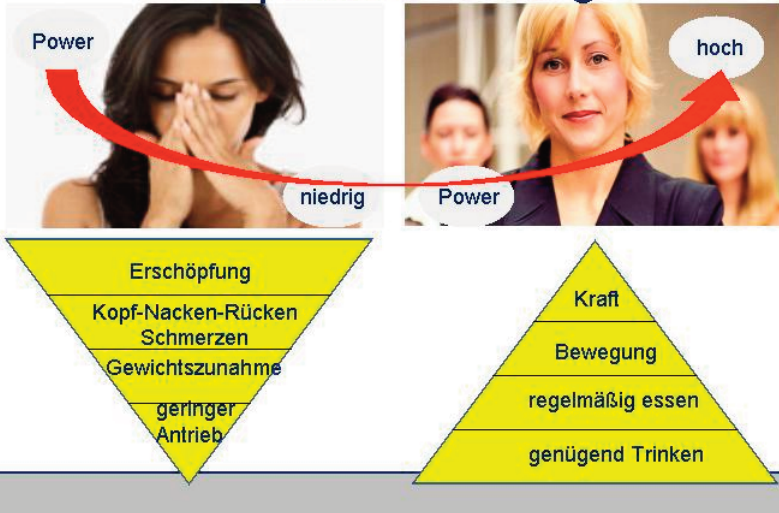 Power
niedrig
Power
hoch
Erschöpfung
Kopf-Nacken-Rücken
Schmerzen
Gewichtszunahme
geringer
Antrieb
Kraft
Bewegung
regelmäßig essen
genügend Trinken